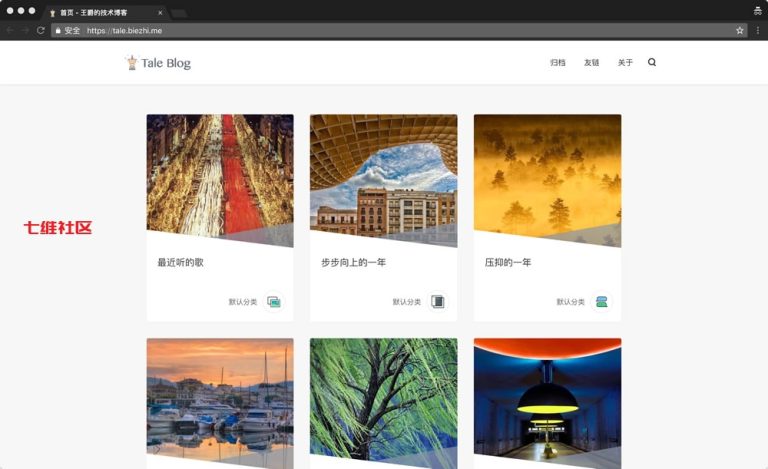 首页 - 王爵的技术博客
安全 https://tale.biezhi.me
Tale Blog
归档 友链 关于
七维社区
最近听的歌 步步向上的一年 压抑的一年
默认分类 默认分类 默认分类